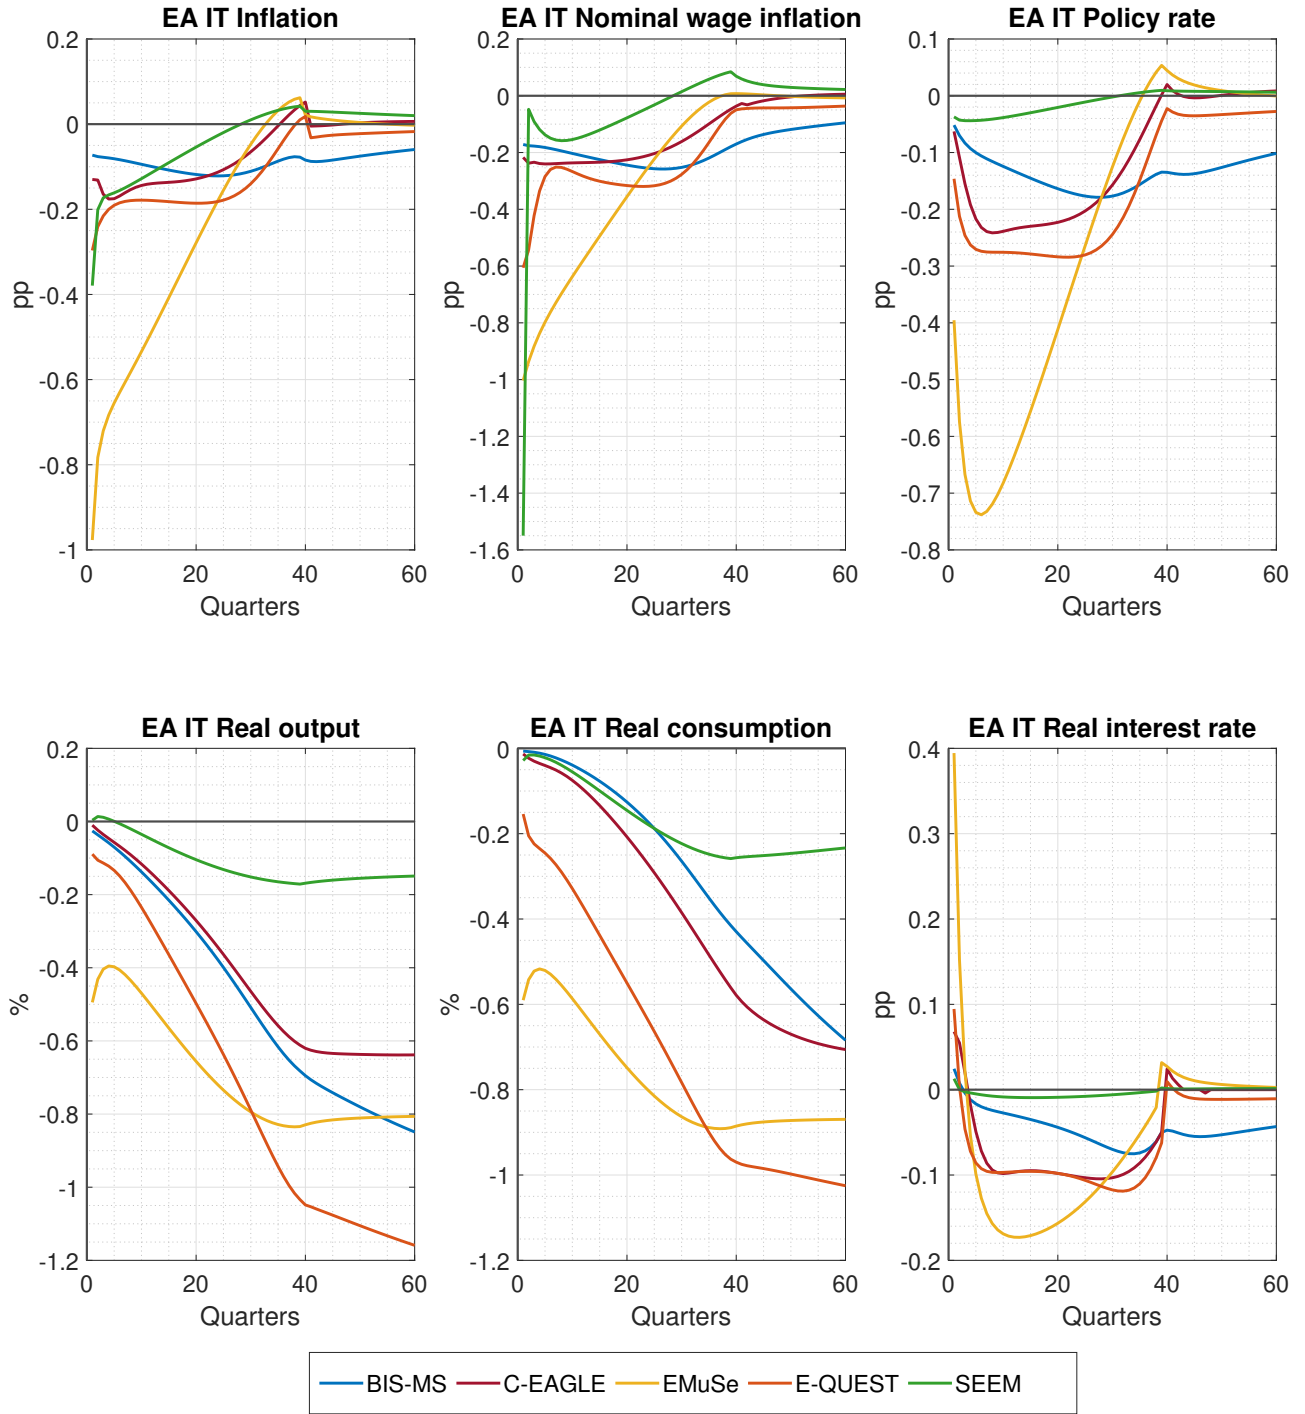 EA IT Inflation
0.2
0
-0.2
-0.4
-0.6
-0.8
-1
pp
0 20 40 60
Quarters
EA IT Nominal wage inflation
0.2
0
-0.2
-0.4
-0.6
-0.8
-1
-1.2
-1.4
-1.6
pp
0 20 40 60
Quarters
EA IT Policy rate
0.1
0
-0.1
-0.2
-0.3
-0.4
-0.5
-0.6
-0.7
-0.8
pp
0 20 40 60
Quarters
EA IT Real output
0.2
0
-0.2
-0.4
-0.6
-0.8
-1
-1.2
%
0 20 40 60
Quarters
EA IT Real consumption
0
-0.2
-0.4
-0.6
-0.8
-1
-1.2
%
0 20 40 60
Quarters
EA IT Real interest rate
0.4
0.3
0.2
0.1
0
-0.1
-0.2
pp
0 20 40 60
Quarters
BIS-MS C-EAGLE EMuSe E-QUEST SEEM